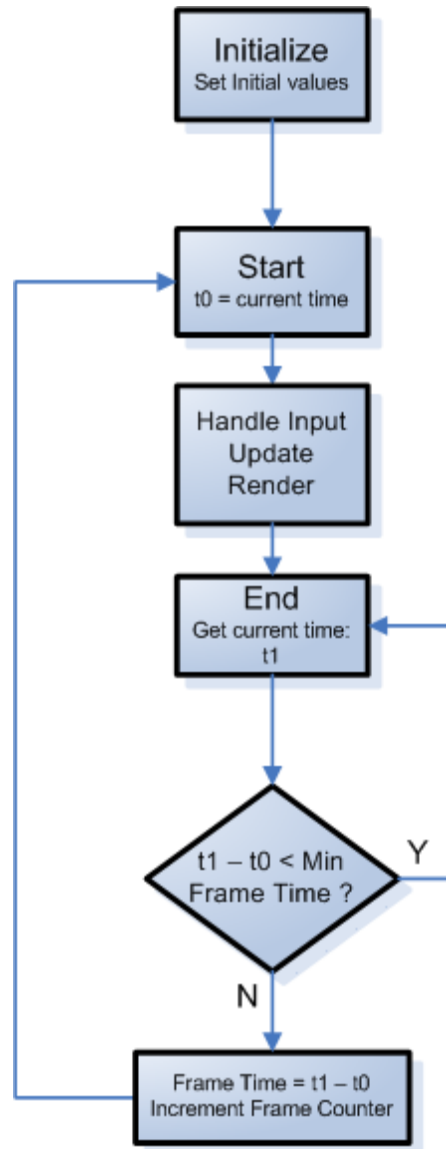 Initialize
Set Initial values
Start
t0 = current time
Handle Input
Update
Render
End
Get current time:
t1
t1 – t0 < Min
Frame Time ?
Y
N
Frame Time = t1 – t0
Increment Frame Counter